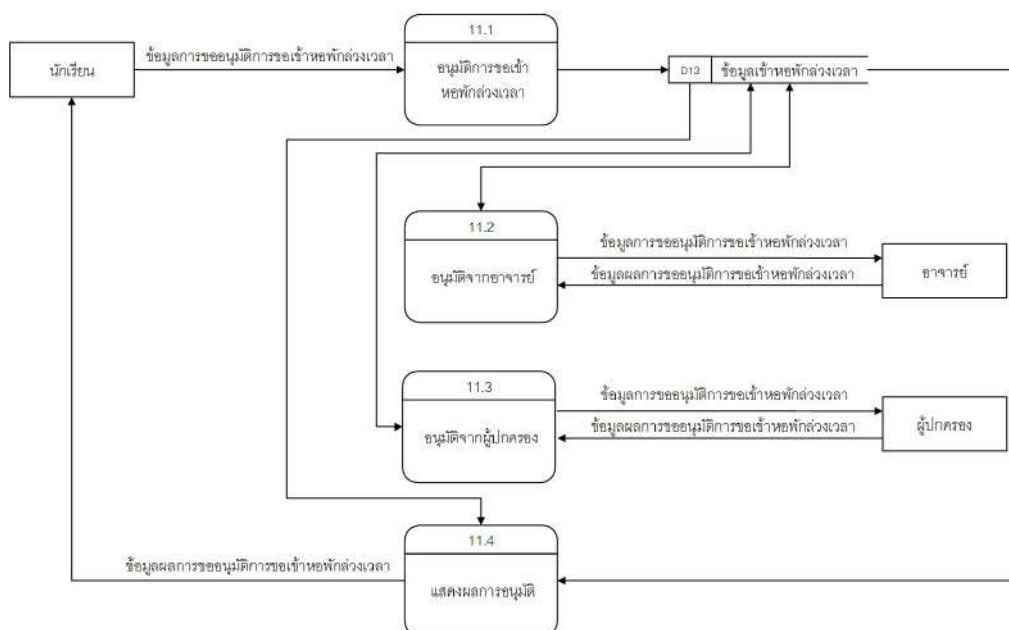 11.1
นักเรียน
ข้อมูลการขออนุมัติการขอเข้าหอพักล่วงเวลา
อนุมัติการขอเข้า
หอพักล่วงเวลา
D13 ข้อมูลเข้าหอพักล่วงเวลา
11.2
อนุมัติจากอาจารย์
ข้อมูลการขออนุมัติการขอเข้าหอพักล่วงเวลา
ข้อมูลผลการขออนุมัติการขอเข้าหอพักล่วงเวลา
อาจารย์
11.3
อนุมัติจากผู้ปกครอง
ข้อมูลการขออนุมัติการขอเข้าหอพักล่วงเวลา
ข้อมูลผลการขออนุมัติการขอเข้าหอพักล่วงเวลา
ผู้ปกครอง
11.4
ข้อมูลผลการขออนุมัติการขอเข้าหอพักล่วงเวลา
แสดงผลการอนุมัติ